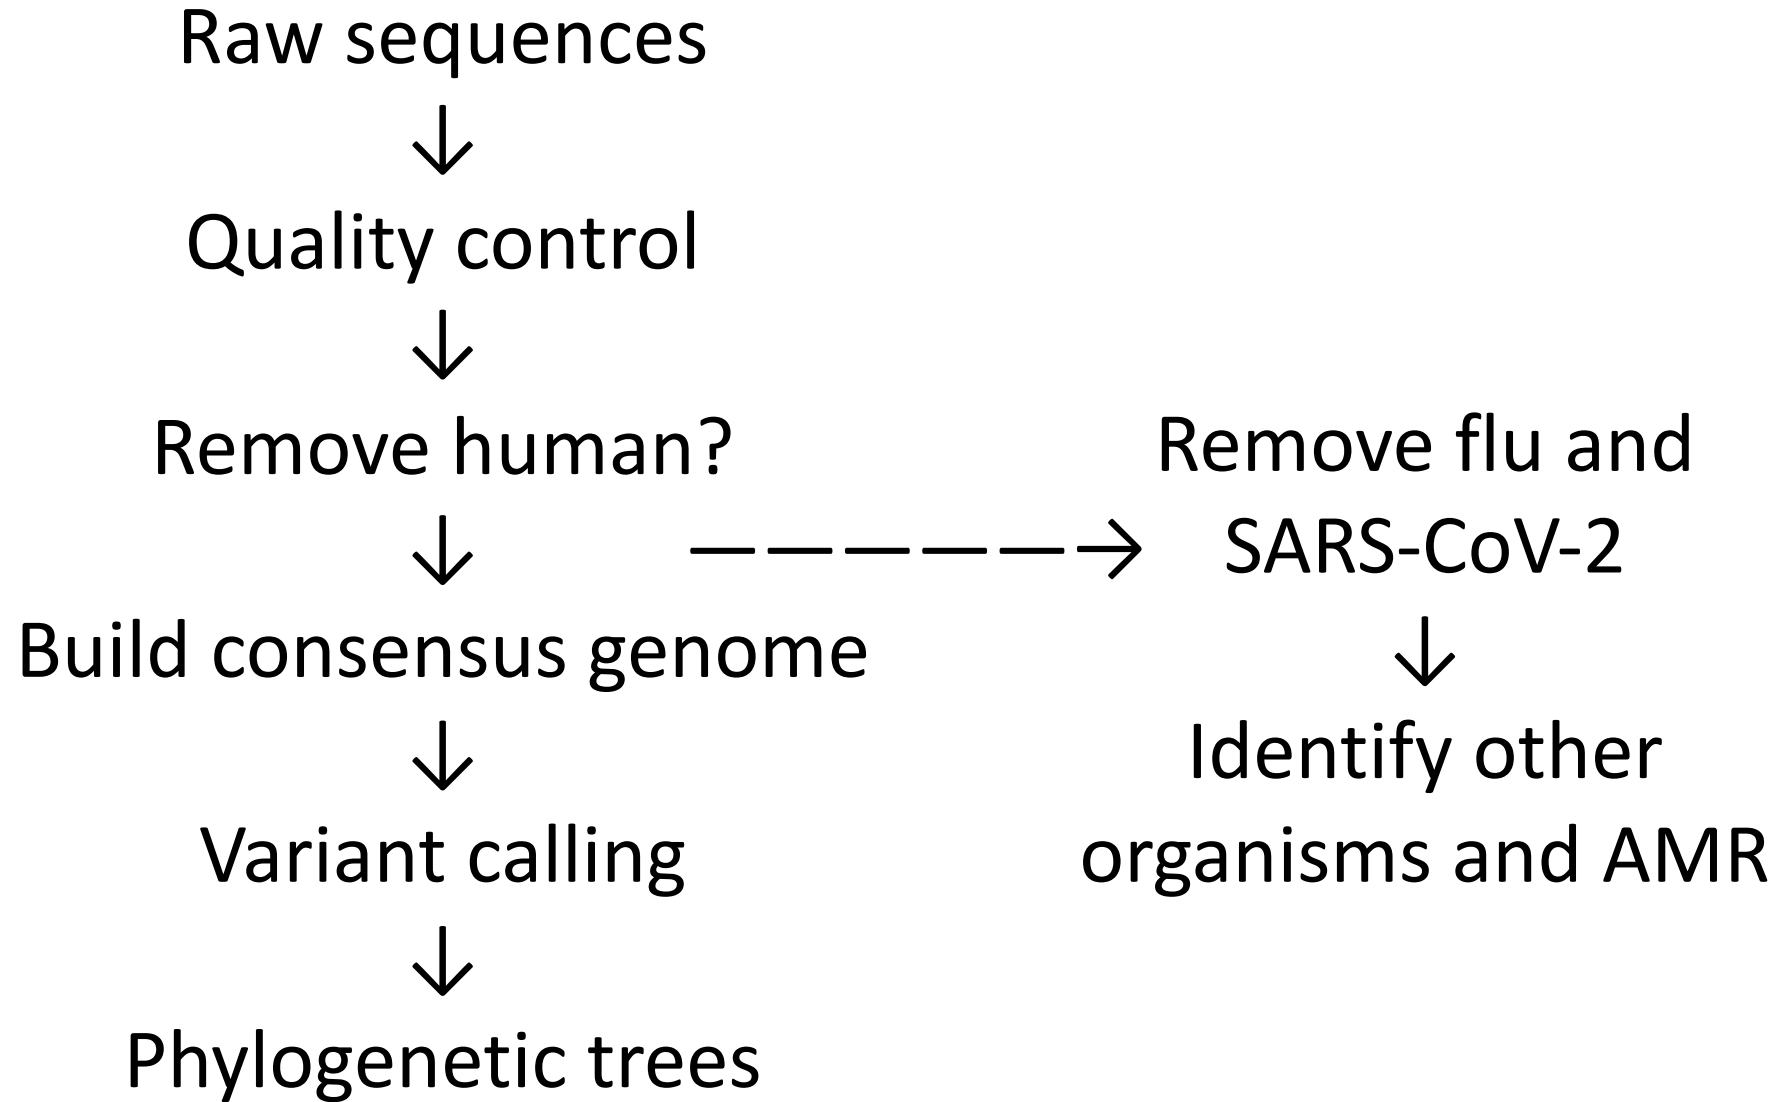 Raw sequences
Quality control
Remove human?
Build consensus genome
Variant calling
Phylogenetic trees
Remove flu and
SARS-CoV-2
Identify other
organisms and AMR